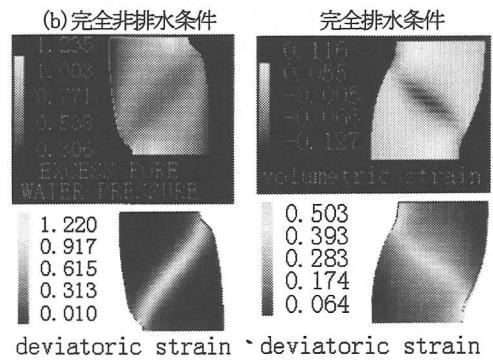 (b)完全非排水条件
完全排水条件
1.235
1.003
0.771
0.538
0.306
EXCESS PORE
WATER PRESSURE
0.116
0.055
-0.005
-0.127
volumetric strain
1.220
0.917
0.615
0.313
0.010
deviatoric strain
0.503
0.393
0.283
0.174
0.064
deviatoric strain